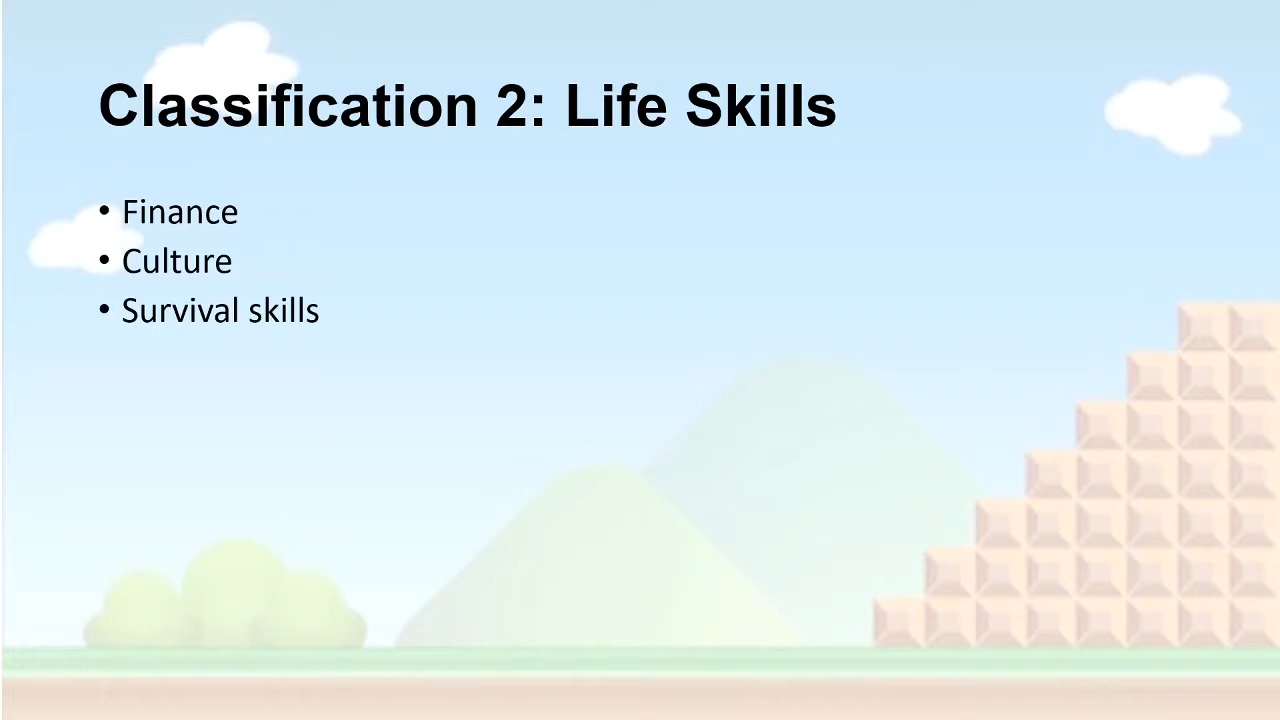 Classification 2: Life Skills
• Finance
• Culture
• Survival skills